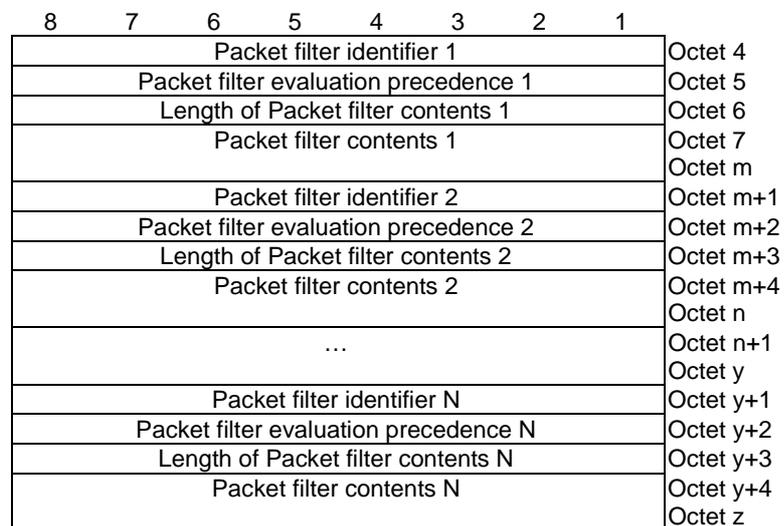 8 7 6 5 4 3 2 1
Packet filter identifier 1 Octet 4
Packet filter evaluation precedence 1 Octet 5
Length of Packet filter contents 1 Octet 6
Packet filter contents 1 Octet 7
Octet m
Packet filter identifier 2 Octet m+1
Packet filter evaluation precedence 2 Octet m+2
Length of Packet filter contents 2 Octet m+3
Packet filter contents 2 Octet m+4
Octet n
… Octet n+1
Octet y
Packet filter identifier N Octet y+1
Packet filter evaluation precedence N Octet y+2
Length of Packet filter contents N Octet y+3
Packet filter contents N Octet y+4
Octet z